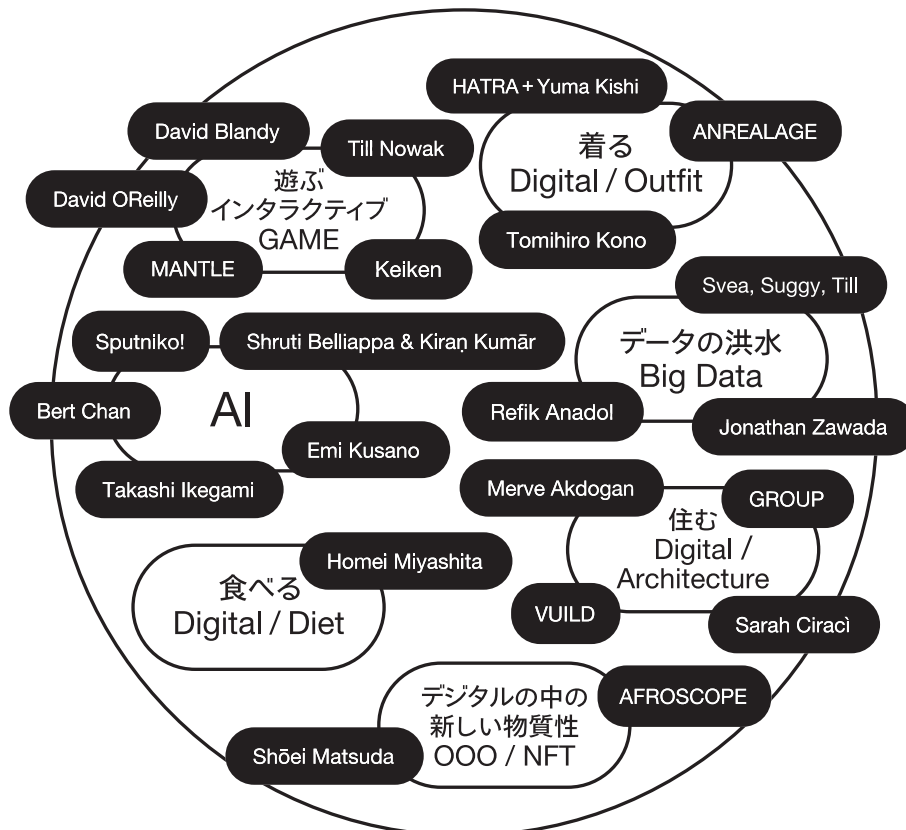 HATRA + Yuma Kishi
ANREALAGE
着る
Digital / Outfit
Tomihiro Kono
David Blandy
Till Nowak
David OReilly
遊ぶ
インタラクティブ
GAME
MANTLE
Keiken
Svea, Suggy, Till
データの洪水
Big Data
Refik Anadol
Jonathan Zawada
Sputniko!
Shruti Belliappa & Kiraṇ Kumār
Bert Chan
AI
Emi Kusano
Takashi Ikegami
Merve Akdogan
GROUP
住む
Digital /
Architecture
VUILD
Sarah Ciracì
Homei Miyashita
食べる
Digital / Diet
デジタルの中の
新しい物質性
OOO / NFT
AFROSCOPE
Shōei Matsuda